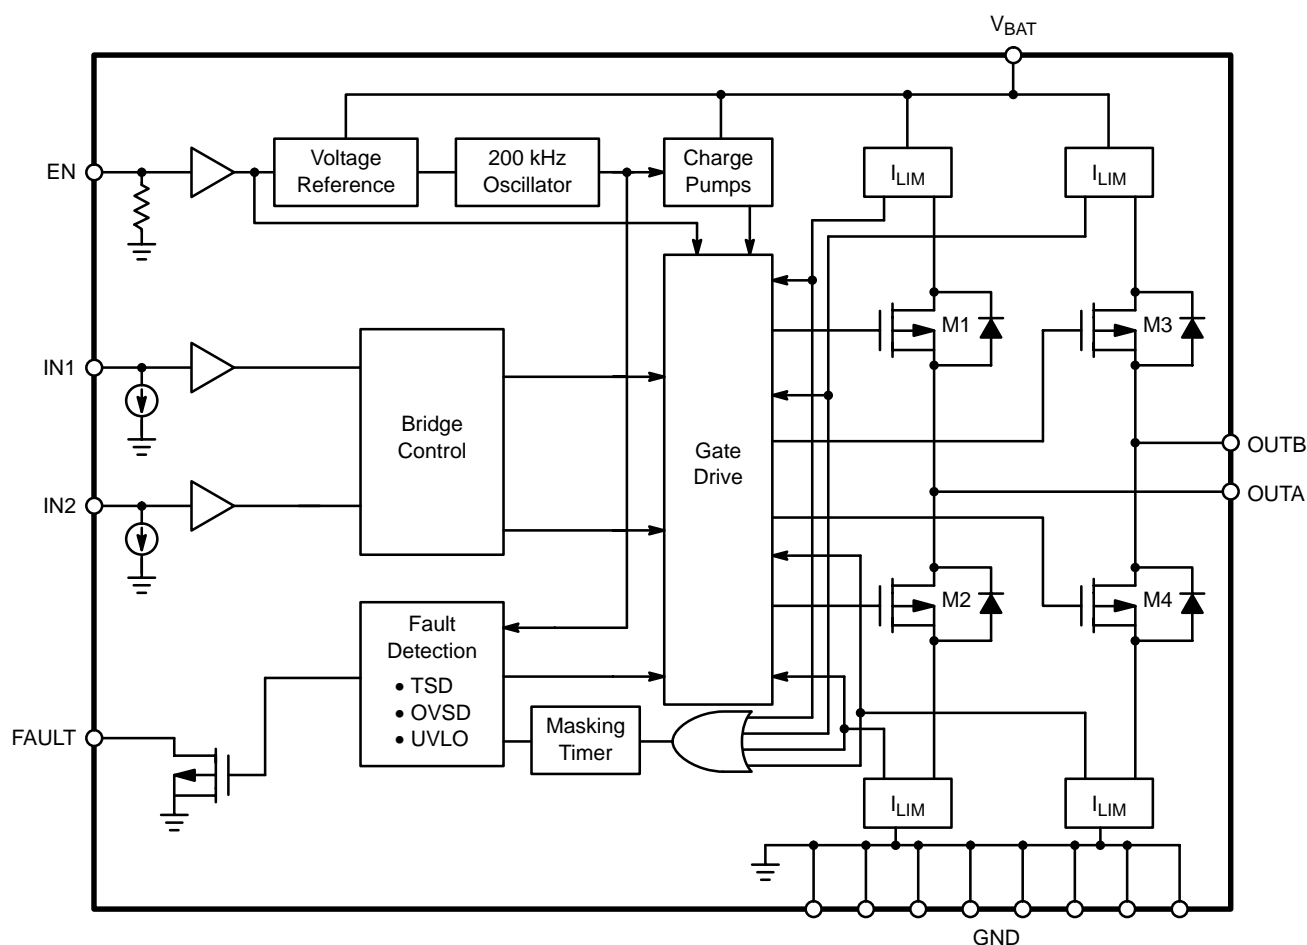 VBAT
EN
Voltage
Reference
200 kHz
Oscillator
Charge
Pumps
ILIM
ILIM
M1
M3
IN1
Bridge
Control
Gate
Drive
OUTB
OUTA
IN2
M2
M4
Fault
Detection
• TSD
• OVSD
• UVLO
FAULT
Masking
Timer
ILIM
ILIM
GND